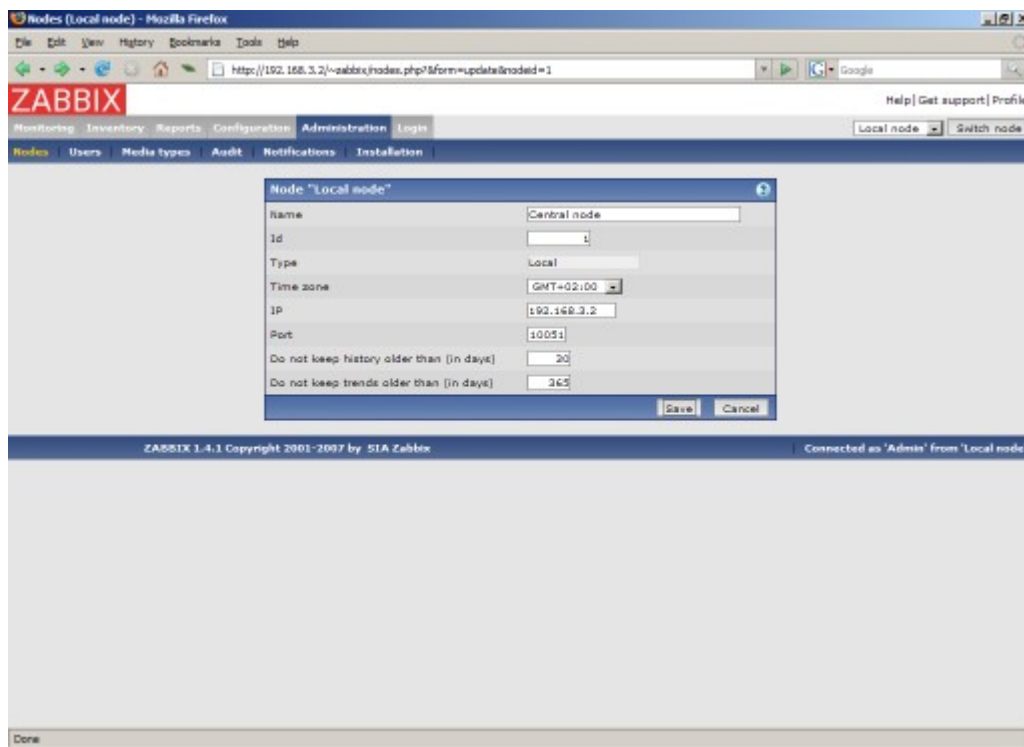 Nodes (Local node) - Mozilla Firefox
File Edit View History Bookmarks Tools Help
http://192.168.3.2/~zabbix/nodes.php?&form=update&nodeid=1
Google
ZABBIX
Help | Get support | Profile
Monitoring Inventory Reports Configuration Administration Login
Local node Switch node
Nodes Users Media types Audit Notifications Installation
Node "Local node"
Name Central node
Id 1
Type Local
Time zone GMT+02:00
IP 192.168.3.2
Port 10051
Do not keep history older than (in days) 30
Do not keep trends older than (in days) 365
Save Cancel
ZABBIX 1.4.1 Copyright 2001-2007 by SIA Zabbix
Connected as 'Admin' from 'Local node
Done